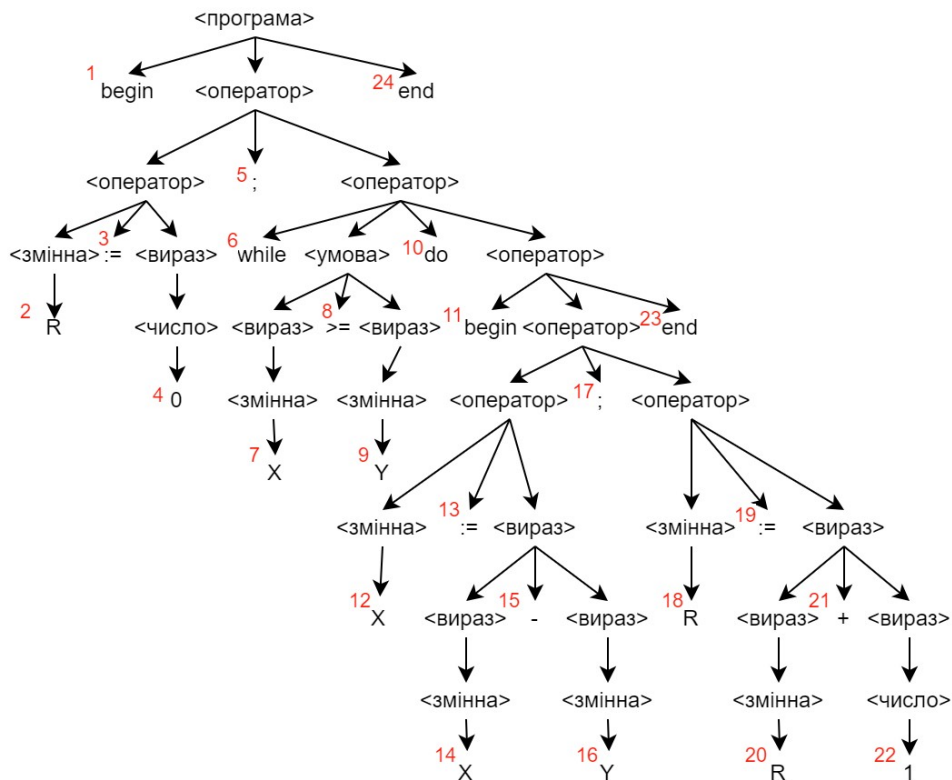 <програма>
1 begin <оператор> 24 end
<оператор> 5 ; <оператор>
<змінна> 3 := <вираз> 6 while <умова> 10 do <оператор>
2 R <число> <вираз> 8 >= <вираз> 11 begin <оператор> 23 end
4 0 <змінна> <змінна> <оператор> 17 ; <оператор>
7 X 9 Y
<змінна> 13 := <вираз> <змінна> 19 := <вираз>
12 X <вираз> 15 - <вираз> 18 R <вираз> 21 + <вираз>
<змінна> <змінна> <змінна> <число>
14 X 16 Y 20 R 22 1